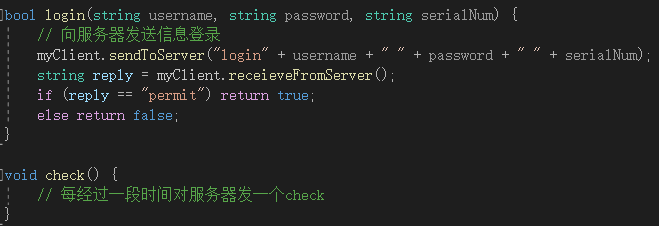 bool login(string username, string password, string serialNum) {
// 向服务器发送信息登录
myClient.sendToServer("login" + username + " " + password + " " + serialNum);
string reply = myClient.receieveFromServer();
if (reply == "permit") return true;
else return false;
}
void check() {
// 每经过一段时间对服务器发一个check
}